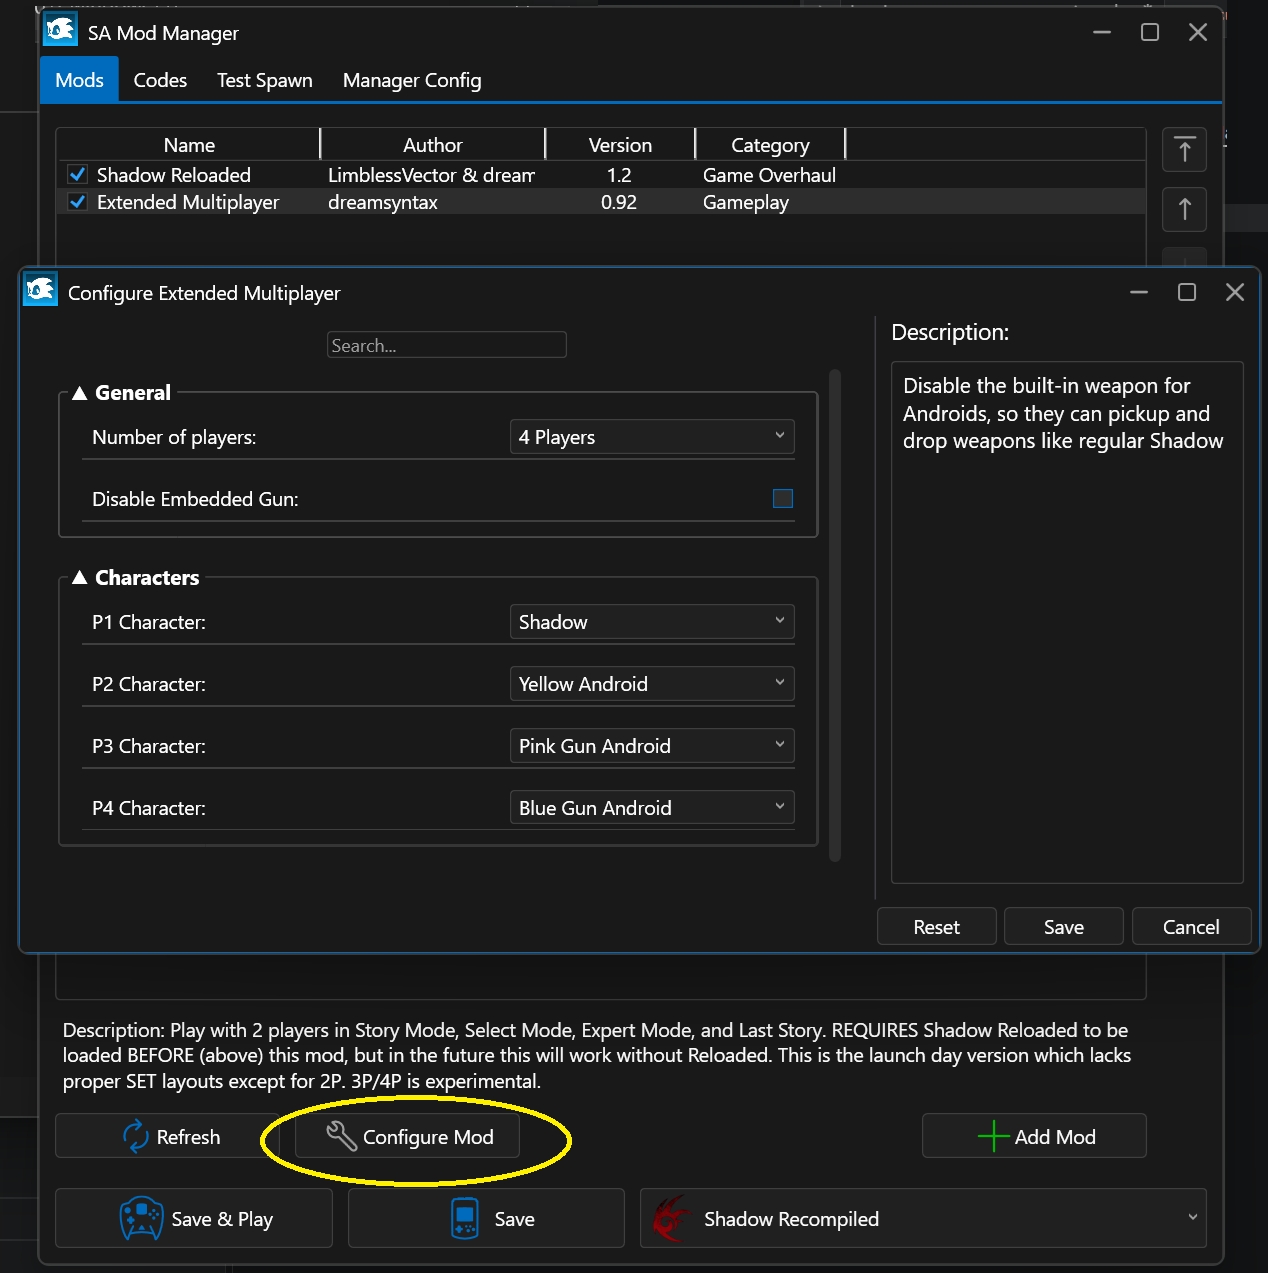 SA Mod Manager
Mods Codes Test Spawn Manager Config
Name Author Version Category
Shadow Reloaded LimblessVector & dream 1.2 Game Overhaul
Extended Multiplayer dreamsyntax 0.92 Gameplay
Configure Extended Multiplayer
Search...
General
Number of players: 4 Players
Disable Embedded Gun:
Characters
P1 Character: Shadow
P2 Character: Yellow Android
P3 Character: Pink Gun Android
P4 Character: Blue Gun Android
Description:
Disable the built-in weapon for
Androids, so they can pickup and
drop weapons like regular Shadow
Reset Save Cancel
Description: Play with 2 players in Story Mode, Select Mode, Expert Mode, and Last Story. REQUIRES Shadow Reloaded to be
loaded BEFORE (above) this mod, but in the future this will work without Reloaded. This is the launch day version which lacks
proper SET layouts except for 2P. 3P/4P is experimental.
Refresh Configure Mod Add Mod
Save & Play Save Shadow Recompiled